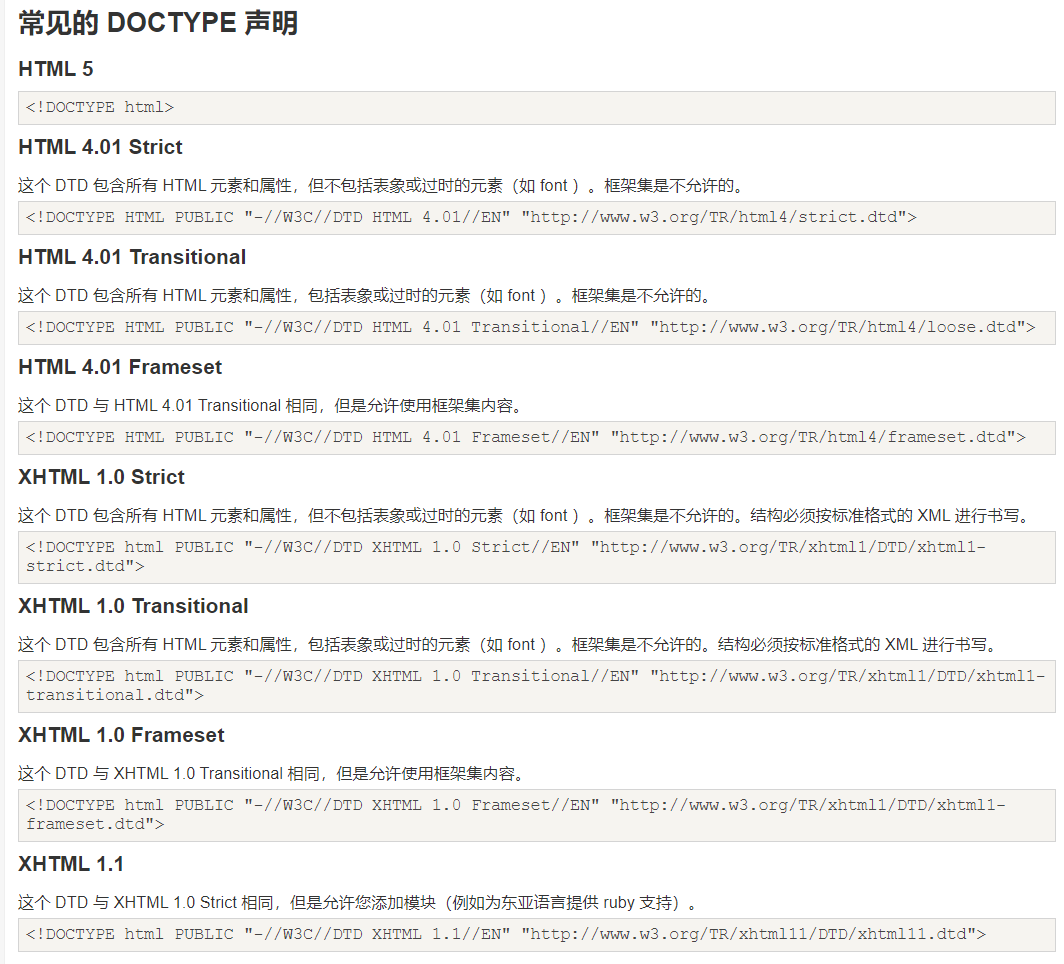 常见的 DOCTYPE 声明
HTML 5
<!DOCTYPE html>
HTML 4.01 Strict
这个 DTD 包含所有 HTML 元素和属性，但不包括表象或过时的元素（如 font ）。框架集是不允许的。
<!DOCTYPE HTML PUBLIC "-//W3C//DTD HTML 4.01//EN" "http://www.w3.org/TR/html4/strict.dtd">
HTML 4.01 Transitional
这个 DTD 包含所有 HTML 元素和属性，包括表象或过时的元素（如 font ）。框架集是不允许的。
<!DOCTYPE HTML PUBLIC "-//W3C//DTD HTML 4.01 Transitional//EN" "http://www.w3.org/TR/html4/loose.dtd">
HTML 4.01 Frameset
这个 DTD 与 HTML 4.01 Transitional 相同，但是允许使用框架集内容。
<!DOCTYPE HTML PUBLIC "-//W3C//DTD HTML 4.01 Frameset//EN" "http://www.w3.org/TR/html4/frameset.dtd">
XHTML 1.0 Strict
这个 DTD 包含所有 HTML 元素和属性，但不包括表象或过时的元素（如 font ）。框架集是不允许的。结构必须按标准格式的 XML 进行书写。
<!DOCTYPE html PUBLIC "-//W3C//DTD XHTML 1.0 Strict//EN" "http://www.w3.org/TR/xhtml1/DTD/xhtml1-
strict.dtd">
XHTML 1.0 Transitional
这个 DTD 包含所有 HTML 元素和属性，包括表象或过时的元素（如 font ）。框架集是不允许的。结构必须按标准格式的 XML 进行书写。
<!DOCTYPE html PUBLIC "-//W3C//DTD XHTML 1.0 Transitional//EN" "http://www.w3.org/TR/xhtml1/DTD/xhtml1-
transitional.dtd">
XHTML 1.0 Frameset
这个 DTD 与 XHTML 1.0 Transitional 相同，但是允许使用框架集内容。
<!DOCTYPE html PUBLIC "-//W3C//DTD XHTML 1.0 Frameset//EN" "http://www.w3.org/TR/xhtml1/DTD/xhtml1-
frameset.dtd">
XHTML 1.1
这个 DTD 与 XHTML 1.0 Strict 相同，但是允许您添加模块（例如为东亚语言提供 ruby 支持）。
<!DOCTYPE html PUBLIC "-//W3C//DTD XHTML 1.1//EN" "http://www.w3.org/TR/xhtml11/DTD/xhtml11.dtd">